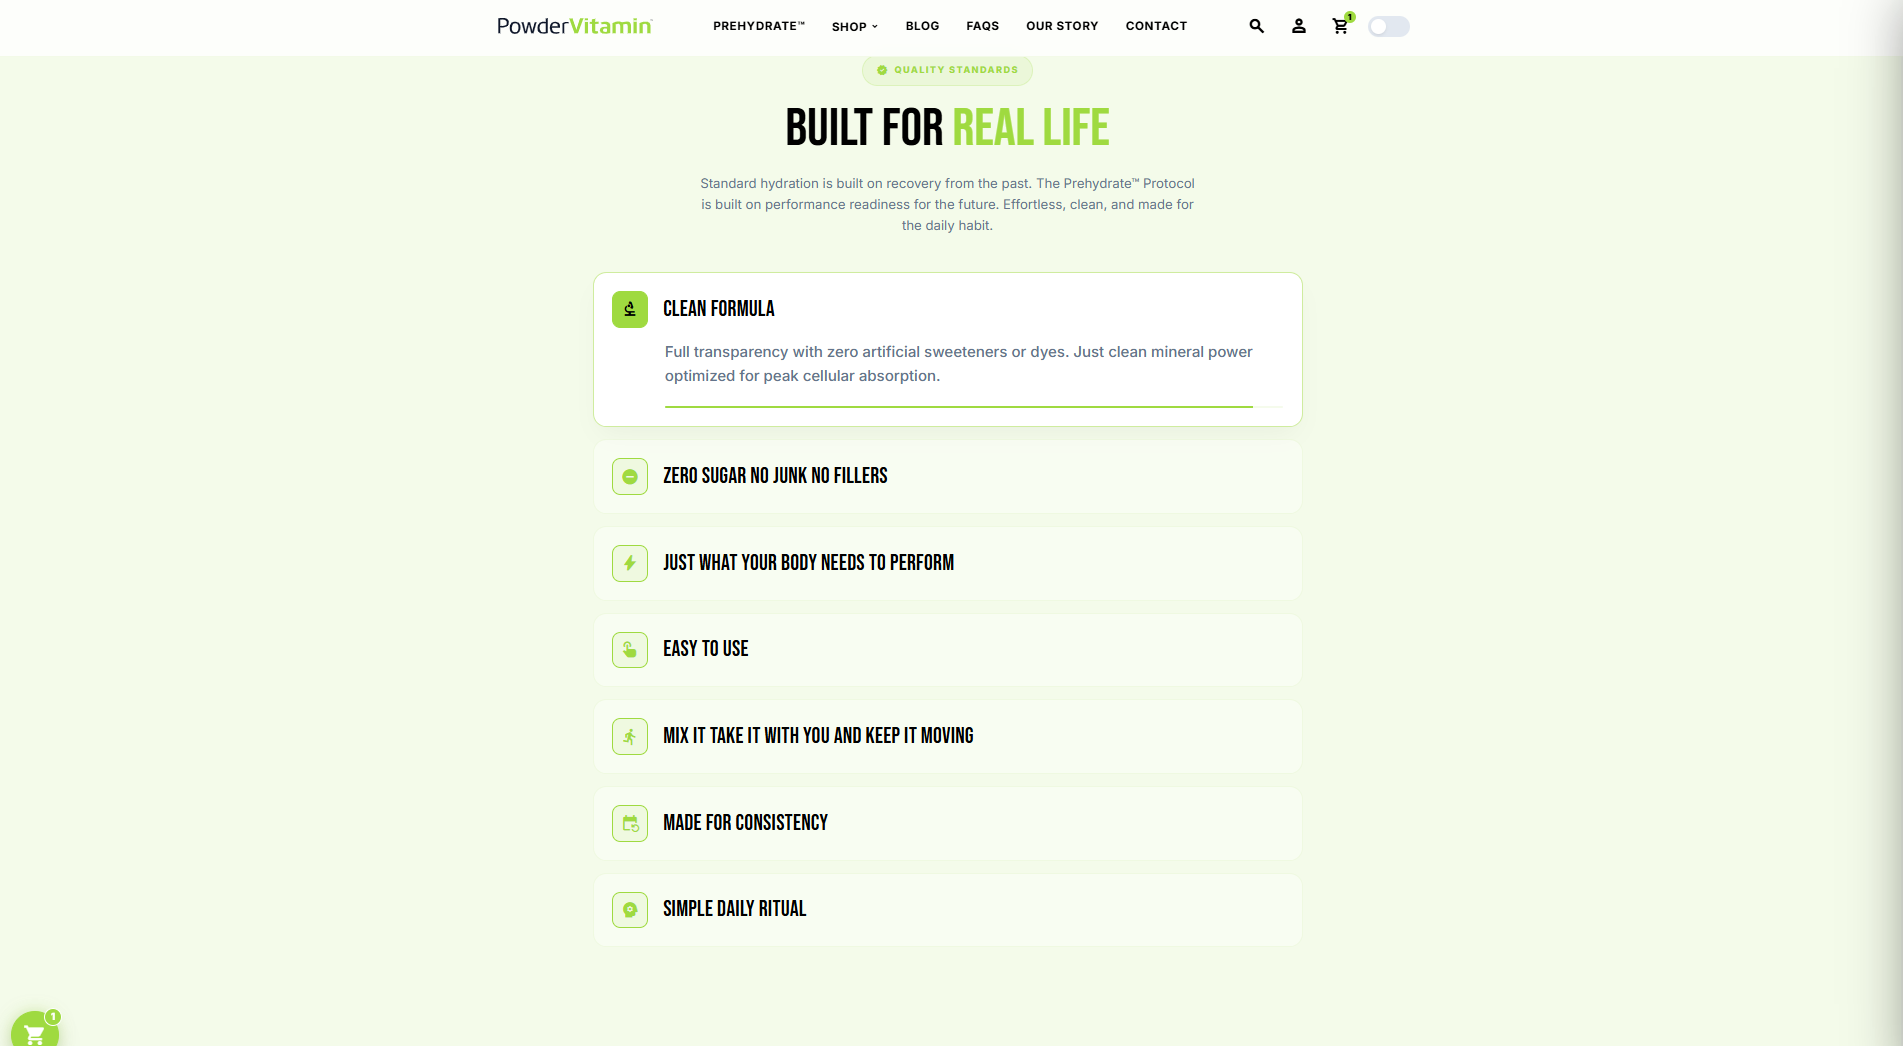 PowderVitamin
PREHYDRATE™ SHOP BLOG FAQS OUR STORY CONTACT
1
QUALITY STANDARDS
BUILT FOR REAL LIFE
Standard hydration is built on recovery from the past. The Prehydrate™ Protocol
is built on performance readiness for the future. Effortless, clean, and made for
the daily habit.
CLEAN FORMULA
Full transparency with zero artificial sweeteners or dyes. Just clean mineral power
optimized for peak cellular absorption.
ZERO SUGAR NO JUNK NO FILLERS
JUST WHAT YOUR BODY NEEDS TO PERFORM
EASY TO USE
MIX IT TAKE IT WITH YOU AND KEEP IT MOVING
MADE FOR CONSISTENCY
SIMPLE DAILY RITUAL
1